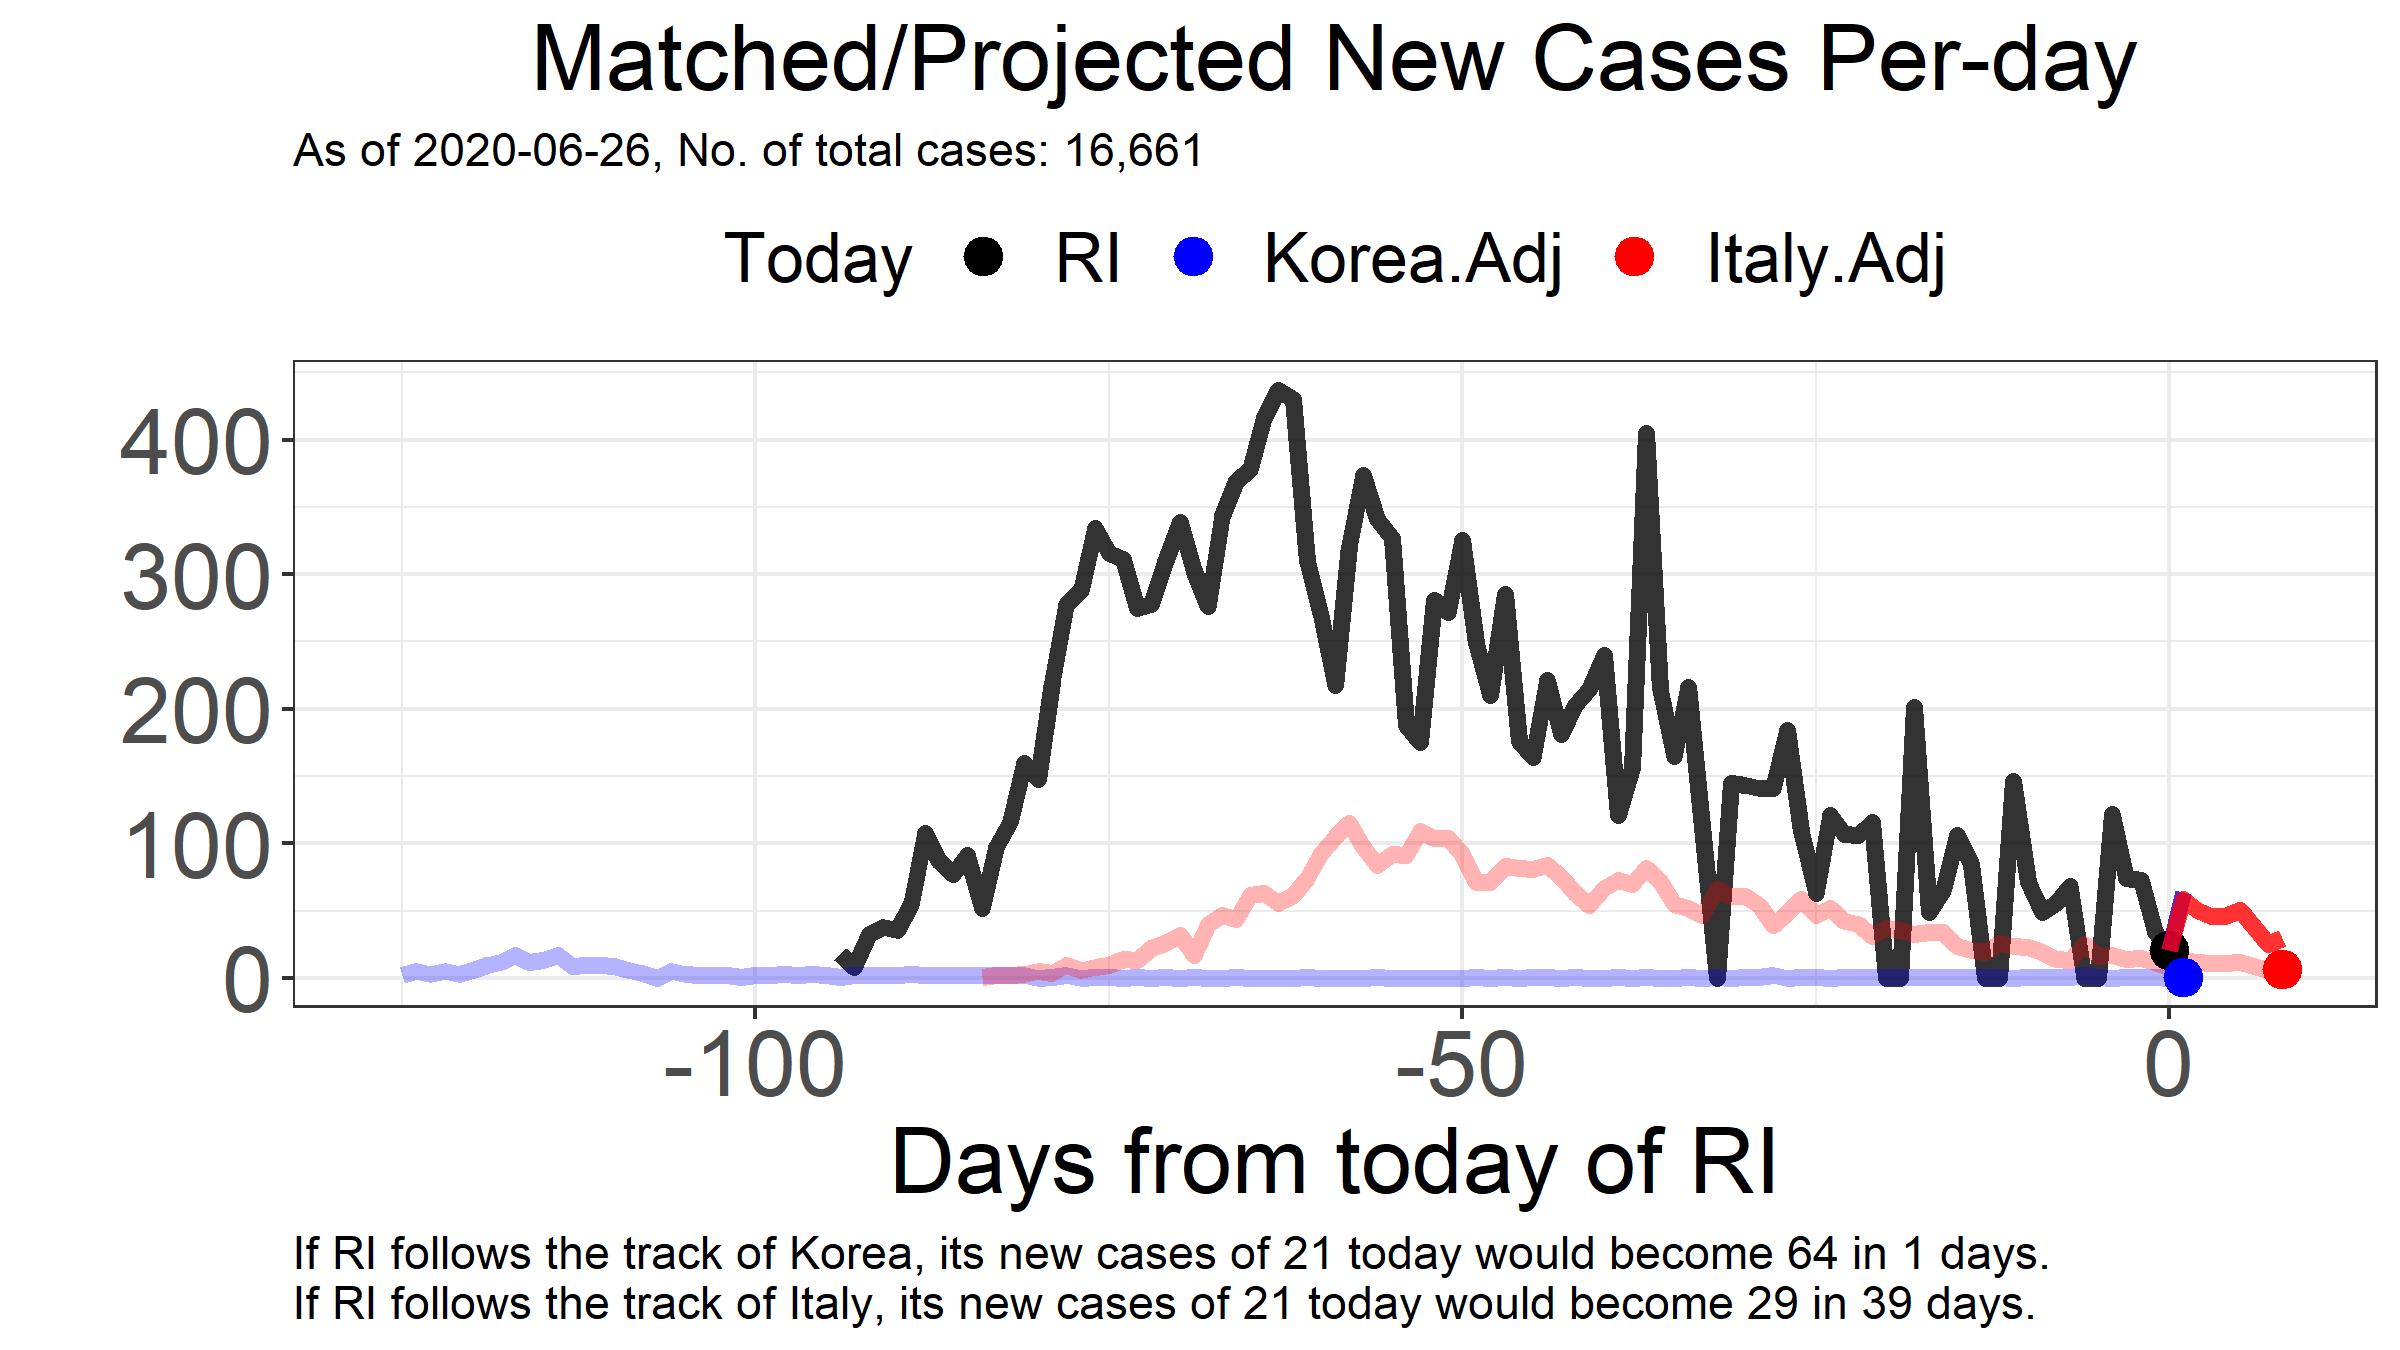 Matched/Projected New Cases Per-day
As of 2020-06-26, No. of total cases: 16,661
Today RI Korea.Adj Italy.Adj
400
300
200
100
0
-100 -50 0
Days from today of RI
If RI follows the track of Korea, its new cases of 21 today would become 64 in 1 days.
If RI follows the track of Italy, its new cases of 21 today would become 29 in 39 days.